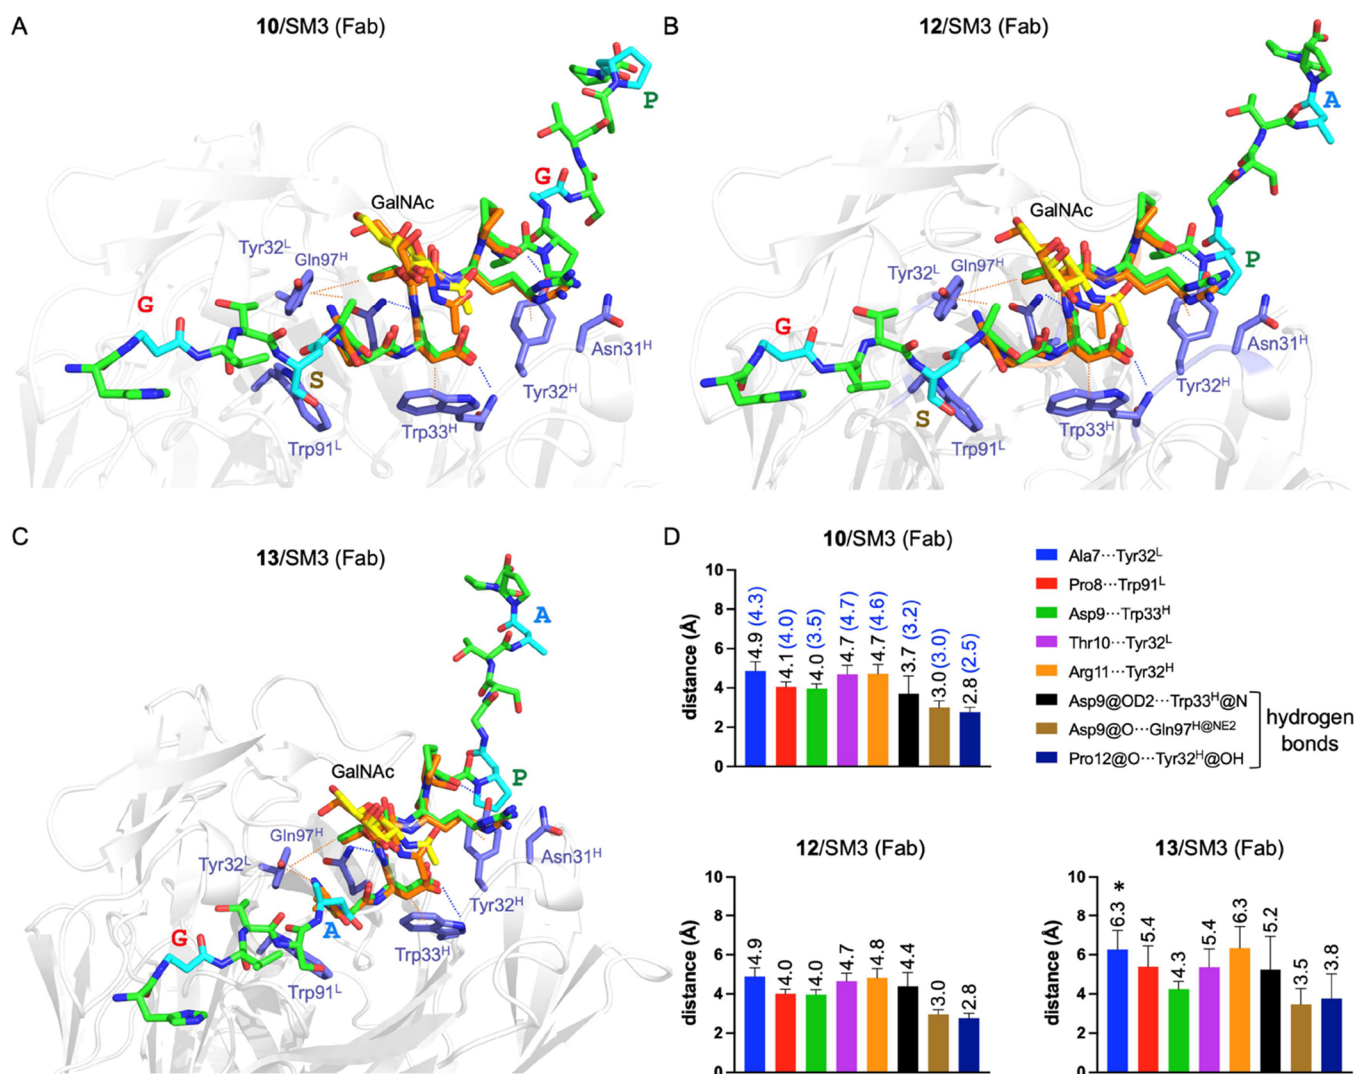 A
10/SM3 (Fab)
P
G
GalNAc
Tyr32ᴸ
Gln97ᴴ
G
S
Asn31ᴴ
Tyr32ᴴ
Trp33ᴴ
Trp91ᴸ
B
12/SM3 (Fab)
A
GalNAc
Gln97ᴴ
Tyr32ᴸ
P
G
Asn31ᴴ
Tyr32ᴴ
S
Trp33ᴴ
Trp91ᴸ
C
13/SM3 (Fab)
A
GalNAc
P
Gln97ᴴ
Tyr32ᴸ
Asn31ᴴ
Tyr32ᴴ
A
G
Trp33ᴴ
Trp91ᴸ
D
10/SM3 (Fab)
distance (Å)
10
8
6
4
2
0
4.9 (4.3)
4.1 (4.0)
4.0 (3.5)
4.7 (4.7)
4.7 (4.6)
3.7 (3.2)
3.0 (3.0)
2.8 (2.5)
Ala7···Tyr32ᴸ
Pro8···Trp91ᴸ
Asp9···Trp33ᴴ
Thr10···Tyr32ᴸ
Arg11···Tyr32ᴴ
Asp9@OD2···Trp33ᴴ@N
Asp9@O···Gln97ᴴ@ᴺᴱ²
Pro12@O···Tyr32ᴴ@OH
hydrogen
bonds
12/SM3 (Fab)
distance (Å)
10
8
6
4
2
0
4.9
4.0
4.0
4.7
4.8
4.4
3.0
2.8
13/SM3 (Fab)
distance (Å)
10
8
6
4
2
0
*
6.3
5.4
4.3
5.4
6.3
5.2
3.5
3.8